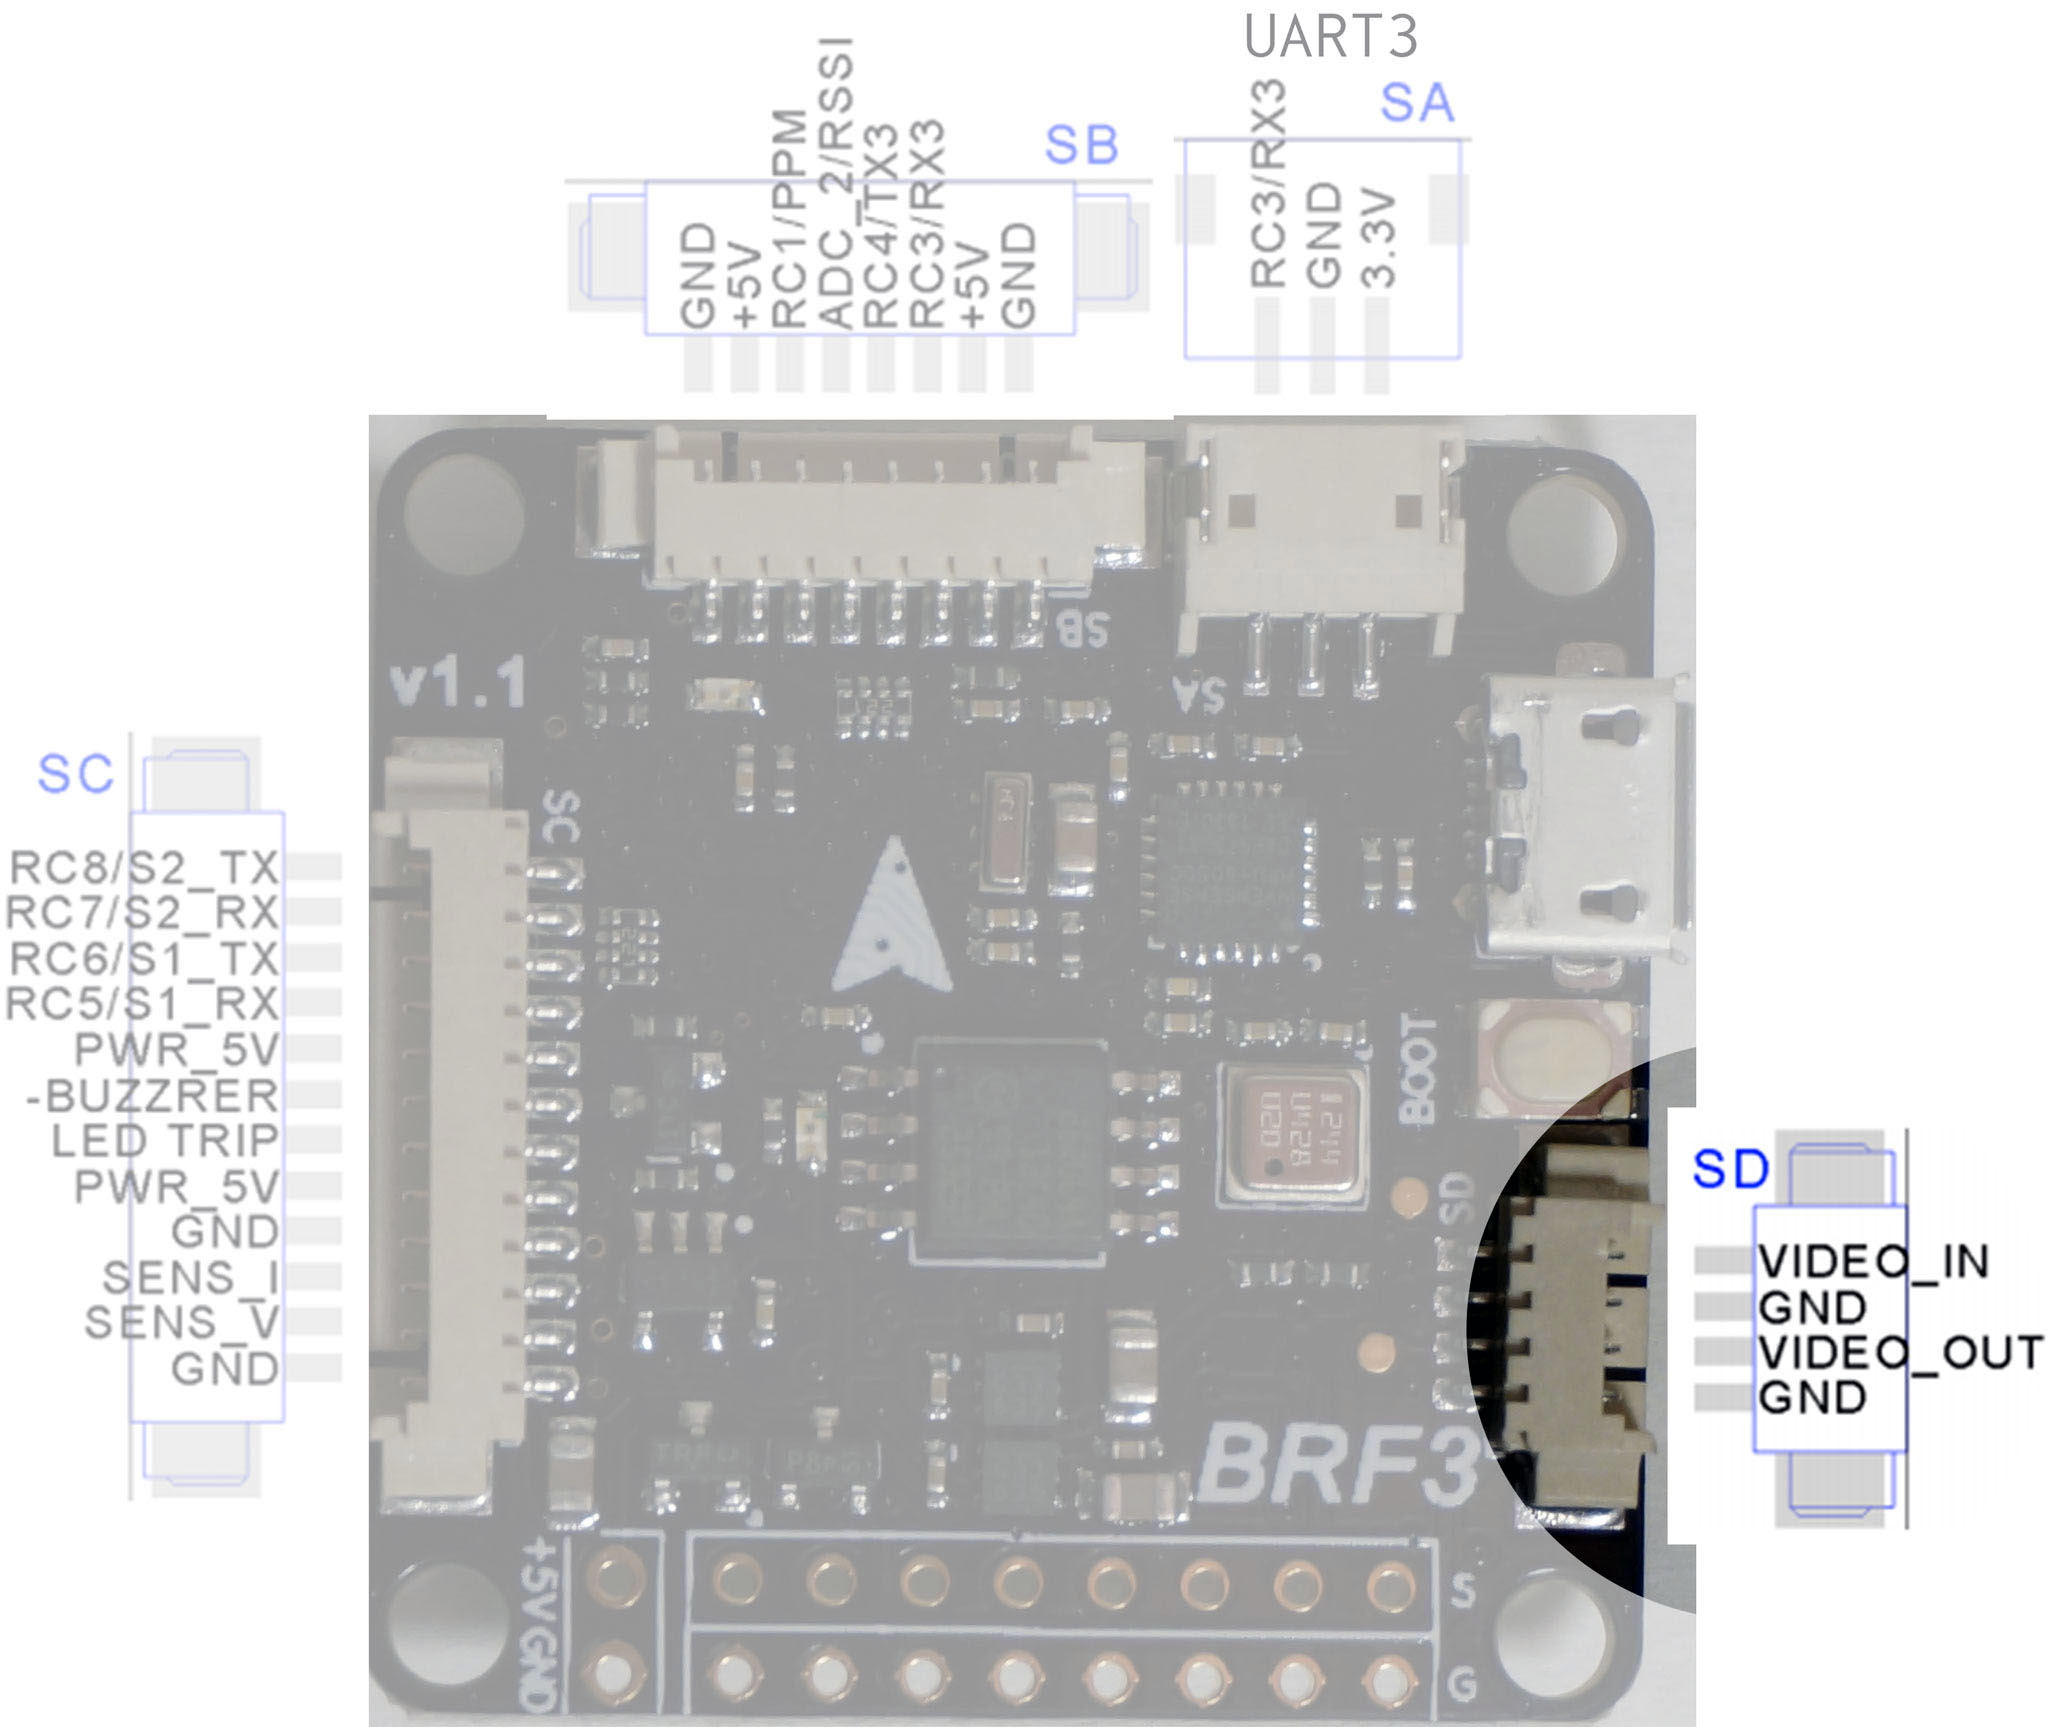 UART3
SA
RC3/RX3
GND
3.3V
SB
GND
+5V
RC1/PPM
ADC_2/RSSI
RC4/TX3
RC3/RX3
+5V
GND
SB
SA
v1.1
SC
SC
RC8/S2_TX
RC7/S2_RX
RC6/S1_TX
RC5/S1_RX
PWR_5V
-BUZZRER
LED TRIP
PWR_5V
GND
SENS_I
SENS_V
GND
BOOT
SD
SD
VIDEO_IN
GND
VIDEO_OUT
GND
BRF3
+5V
GND
S
G